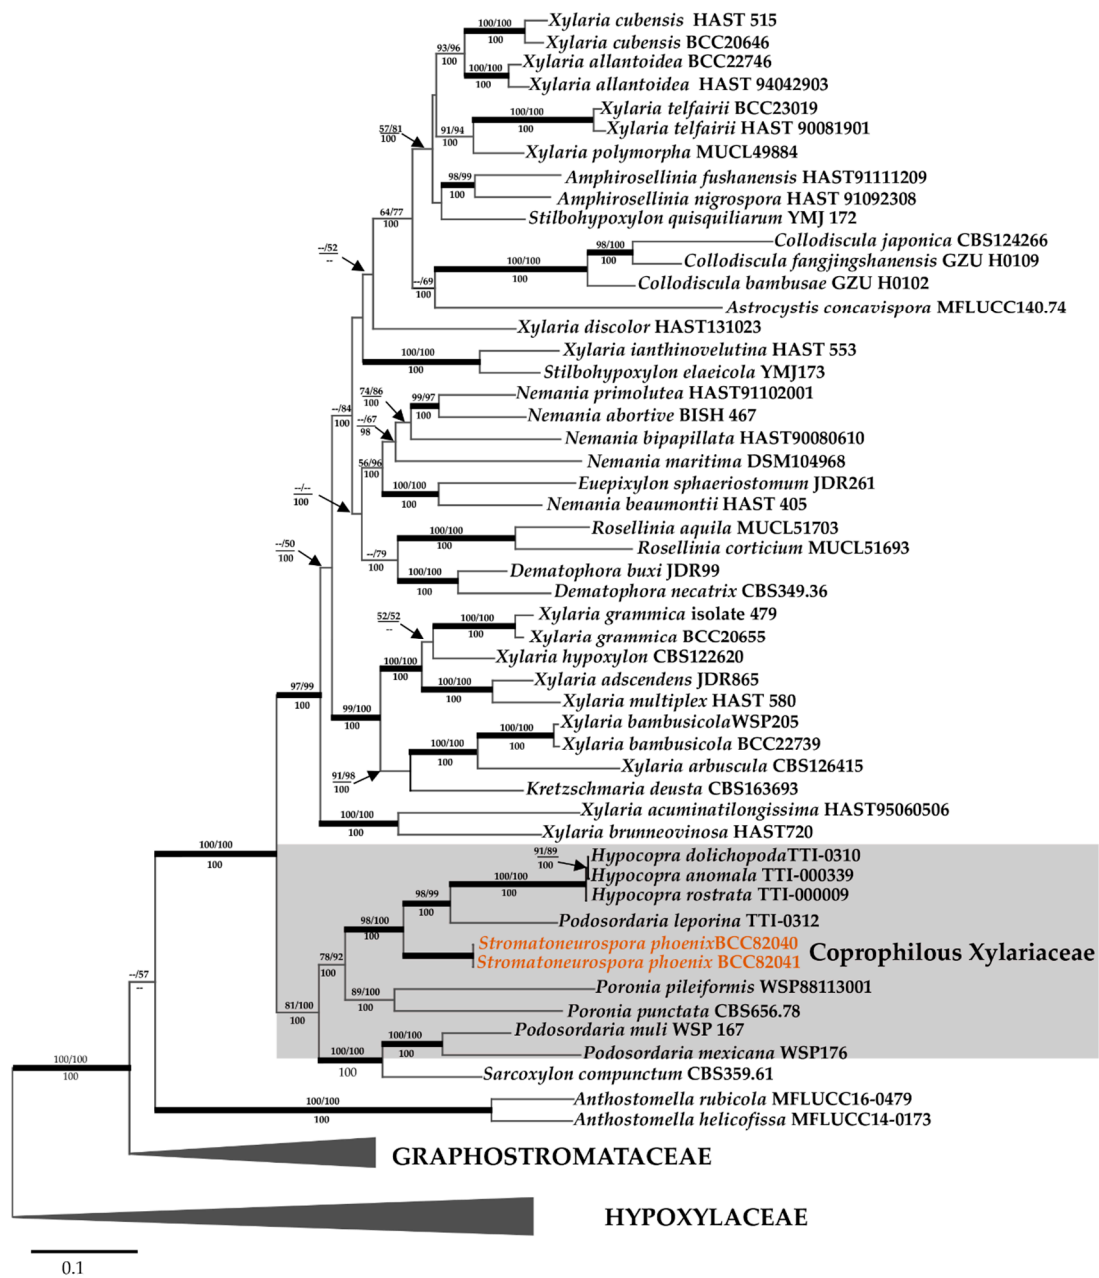 100/100
100
Xylaria cubensis HAST 515
Xylaria cubensis BCC20646
93/96
100
Xylaria allantoidea BCC22746
100/100
100
Xylaria allantoidea HAST 94042903
Xylaria telfairii BCC23019
100/100
100
Xylaria telfairii HAST 90081901
57/81
100
91/94
100
Xylaria polymorpha MUCL49884
98/99
100
Amphirosellinia fushanensis HAST91111209
Amphirosellinia nigrospora HAST 91092308
64/77
100
Stilbohypoxylon quisquiliarum YMJ 172
Collodiscula japonica CBS124266
98/100
100
--/52
--
Collodiscula fangjingshanensis GZU H0109
100/100
100
--/69
100
Collodiscula bambusae GZU H0102
Astrocystis concavispora MFLUCC140.74
Xylaria discolor HAST131023
Xylaria ianthinovelutina HAST 553
100/100
100
Stilbohypoxylon elaeicola YMJ173
Nemania primolutea HAST91102001
74/86
100
99/97
100
Nemania abortive BISH 467
--/84
100
--/67
98
Nemania bipapillata HAST90080610
Nemania maritima DSM104968
56/96
100
Euepixylon sphaeriostomum JDR261
100/100
100
Nemania beaumontii HAST 405
--/--
100
Rosellinia aquila MUCL51703
100/100
100
Rosellinia corticium MUCL51693
--/50
100
--/79
100
Dematophora buxi JDR99
100/100
100
Dematophora necatrix CBS349.36
Xylaria grammica isolate 479
52/52
--
100/100
100
Xylaria grammica BCC20655
Xylaria hypoxylon CBS122620
100/100
100
Xylaria adscendens JDR865
100/100
100
97/99
100
Xylaria multiplex HAST 580
99/100
100
Xylaria bambusicolaWSP205
100/100
100
Xylaria bambusicola BCC22739
100/100
100
Xylaria arbuscula CBS126415
91/98
100
Kretzschmaria deusta CBS163693
Xylaria acuminatilongissima HAST95060506
100/100
100
Xylaria brunneovinosa HAST720
100/100
100
91/89
100
Hypocopra dolichopodaTTI-0310
Hypocopra anomala TTI-000339
100/100
100
Hypocopra rostrata TTI-000009
98/99
100
Podosordaria leporina TTI-0312
98/100
100
Stromatoneurospora phoenixBCC82040
Stromatoneurospora phoenix BCC82041
Coprophilous Xylariaceae
78/92
100
--/57
--
Poronia pileiformis WSP88113001
89/100
100
81/100
100
Poronia punctata CBS656.78
Podosordaria muli WSP 167
100/100
100
Podosordaria mexicana WSP176
100/100
100
100/100
100
Sarcoxylon compunctum CBS359.61
Anthostomella rubicola MFLUCC16-0479
100/100
100
Anthostomella helicofissa MFLUCC14-0173
GRAPHOSTROMATACEAE
HYPOXYLACEAE
0.1